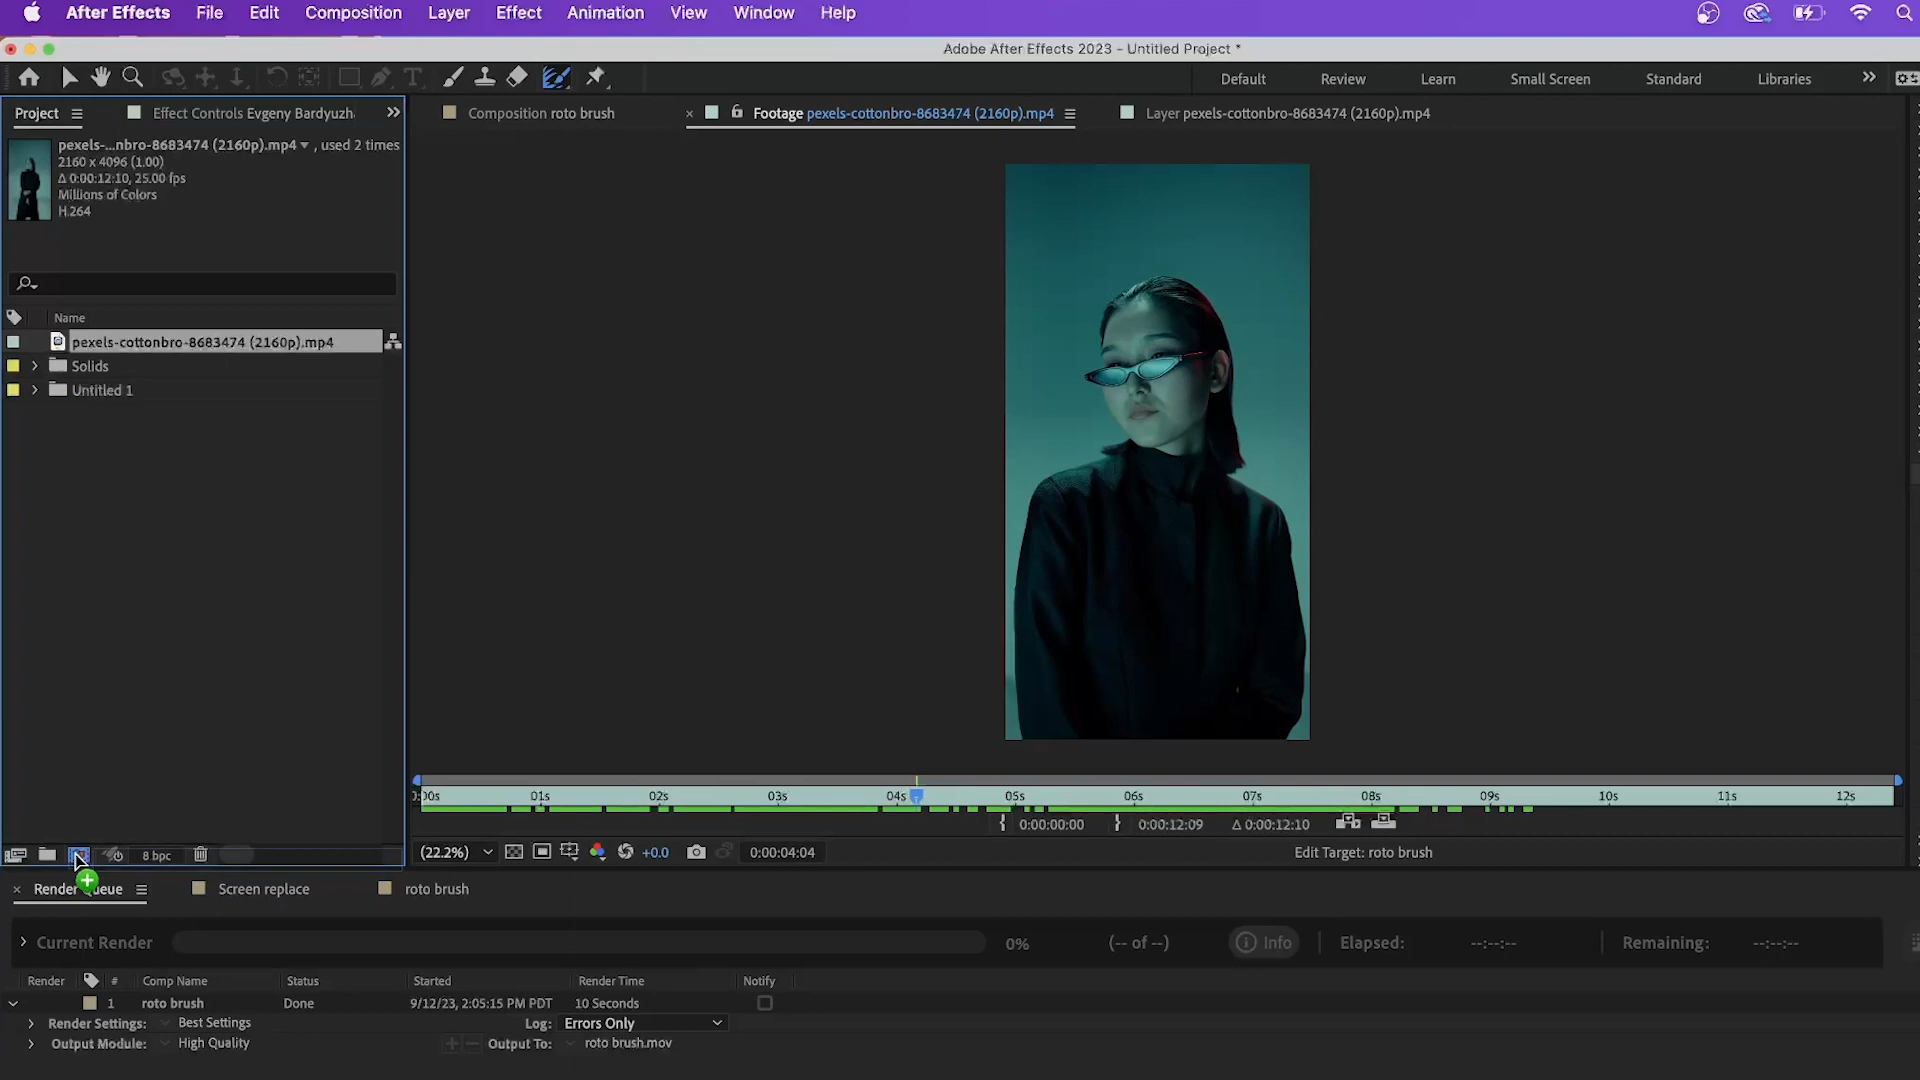 After Effects File Edit Composition Layer Effect Animation View Window Help
Adobe After Effects 2023 - Untitled Project *
Default Review Learn Small Screen Standard Libraries
Project Effect Controls Evgeny Bardyuzh
Composition roto brush Footage pexels-cottonbro-8683474 (2160p).mp4 Layer pexels-cottonbro-8683474 (2160p).mp4
pexels-...nbro-8683474 (2160p).mp4 , used 2 times
2160 x 4096 (1.00)
Δ 0:00:12:10, 25.00 fps
Millions of Colors
H.264
Name
pexels-cottonbro-8683474 (2160p).mp4
Solids
Untitled 1
0:00s 01s 02s 03s 04s 05s 06s 07s 08s 09s 10s 11s 12s
0:00:00:00 0:00:12:09 Δ 0:00:12:10
8 bpc
(22.2%) +0.0 0:00:04:04 Edit Target: roto brush
Render Queue Screen replace roto brush
Current Render 0% (-- of --) Info Elapsed: --:--:-- Remaining: --:--:--
Render # Comp Name Status Started Render Time Notify
1 roto brush Done 9/12/23, 2:05:15 PM PDT 10 Seconds
Render Settings: Best Settings Log: Errors Only
Output Module: High Quality + − Output To: roto brush.mov